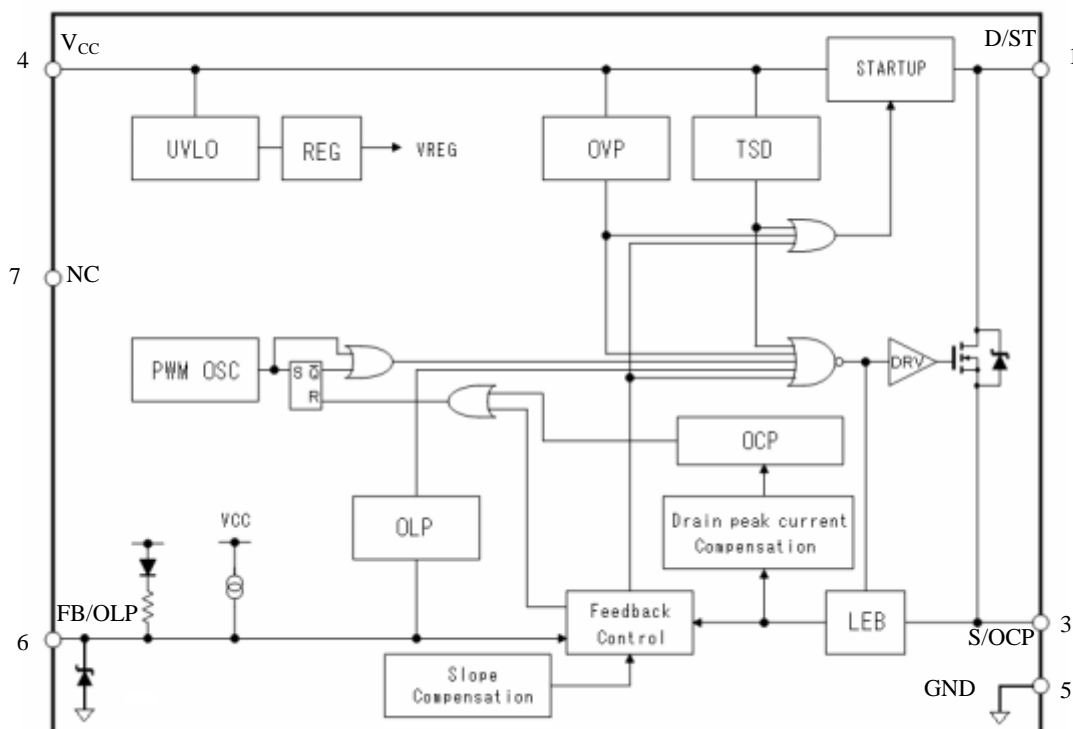 V_CC
D/ST
4
1
STARTUP
UVLO
REG
VREG
OVP
TSD
7
NC
PWM OSC
S Q̅
R
DRV
OCP
OLP
Drain peak current
Compensation
VCC
FB/OLP
6
Feedback
Control
LEB
S/OCP
3
Slope
Compensation
GND
5